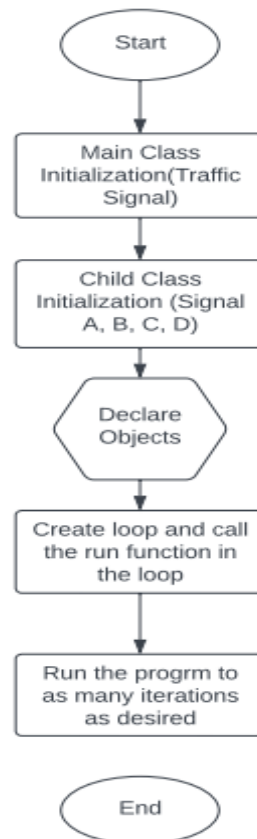 Start
Main Class
Initialization(Traffic
Signal)
Child Class
Initialization (Signal
A, B, C, D)
Declare
Objects
Create loop and call
the run function in
the loop
Run the progrm to
as many iterations
as desired
End